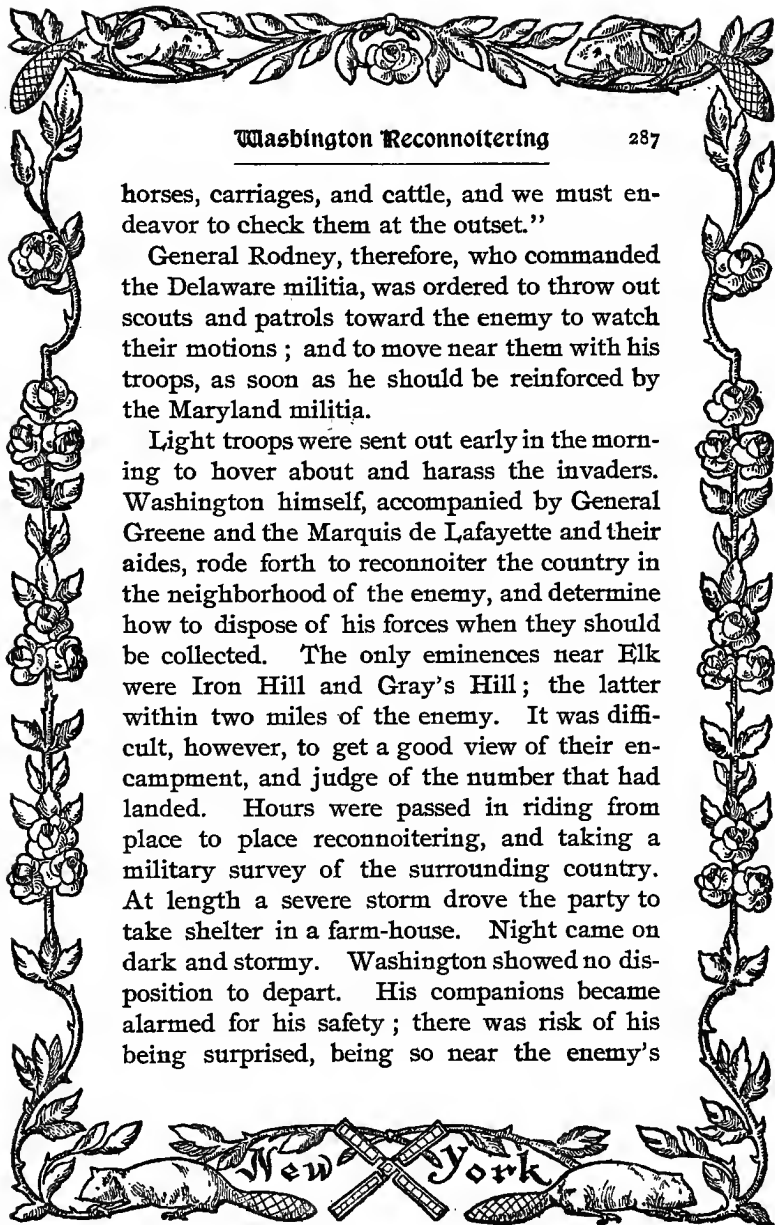 Washington Reconnoitering 287
horses, carriages, and cattle, and we must en-
deavor to check them at the outset."
General Rodney, therefore, who commanded
the Delaware militia, was ordered to throw out
scouts and patrols toward the enemy to watch
their motions ; and to move near them with his
troops, as soon as he should be reinforced by
the Maryland militia.
Light troops were sent out early in the morn-
ing to hover about and harass the invaders.
Washington himself, accompanied by General
Greene and the Marquis de Lafayette and their
aides, rode forth to reconnoiter the country in
the neighborhood of the enemy, and determine
how to dispose of his forces when they should
be collected. The only eminences near Elk
were Iron Hill and Gray's Hill ; the latter
within two miles of the enemy. It was diffi-
cult, however, to get a good view of their en-
campment, and judge of the number that had
landed. Hours were passed in riding from
place to place reconnoitering, and taking a
military survey of the surrounding country.
At length a severe storm drove the party to
take shelter in a farm-house. Night came on
dark and stormy. Washington showed no dis-
position to depart. His companions became
alarmed for his safety ; there was risk of his
being surprised, being so near the enemy's
New York